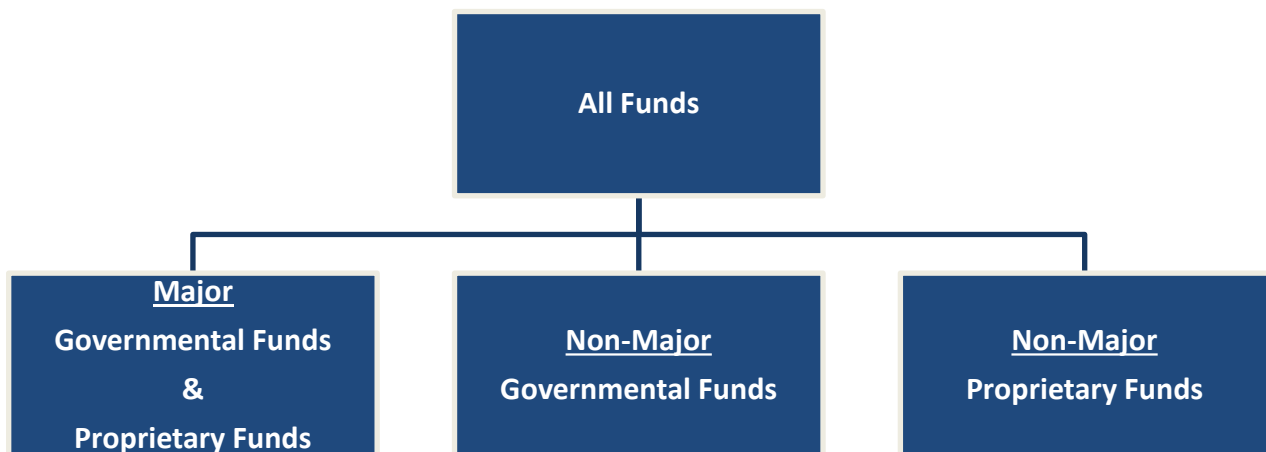 All Funds
Major
Governmental Funds
&
Proprietary Funds
Non-Major
Governmental Funds
Non-Major
Proprietary Funds